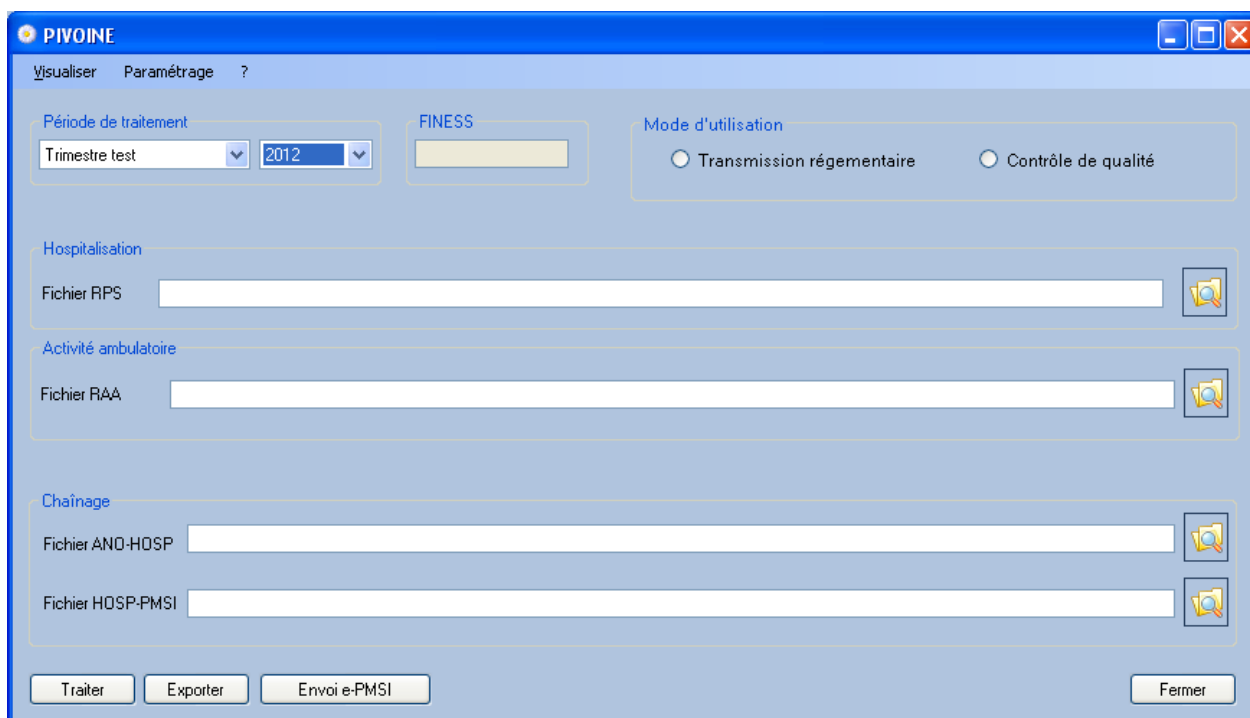 PIVOINE
Visualiser Paramétrage ?
Période de traitement FINESS Mode d'utilisation
Trimestre test 2012 Transmission régementaire Contrôle de qualité
Hospitalisation
Fichier RPS
Activité ambulatoire
Fichier RAA
Chaînage
Fichier ANO-HOSP
Fichier HOSP-PMSI
Traiter Exporter Envoi e-PMSI Fermer